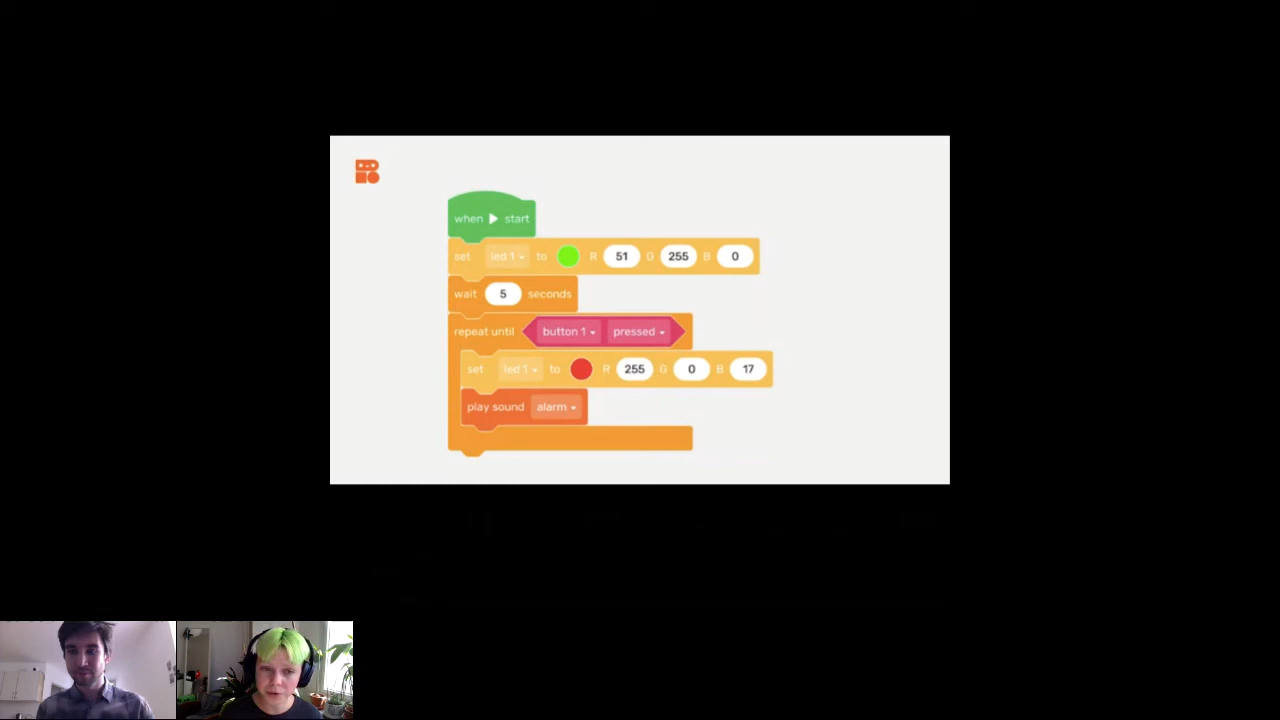 when start
set led 1 to R 51 G 255 B 0
wait 5 seconds
repeat until button 1 pressed
set led 1 to R 255 G 0 B 17
play sound alarm